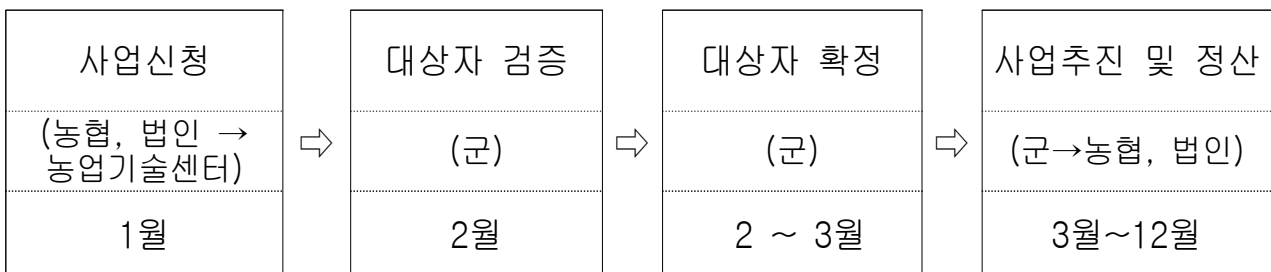 사업신청
(농협, 법인 →
농업기술센터)
1월
⇨
대상자 검증
(군)
2월
⇨
대상자 확정
(군)
2 ~ 3월
⇨
사업추진 및 정산
(군→농협, 법인)
3월~12월